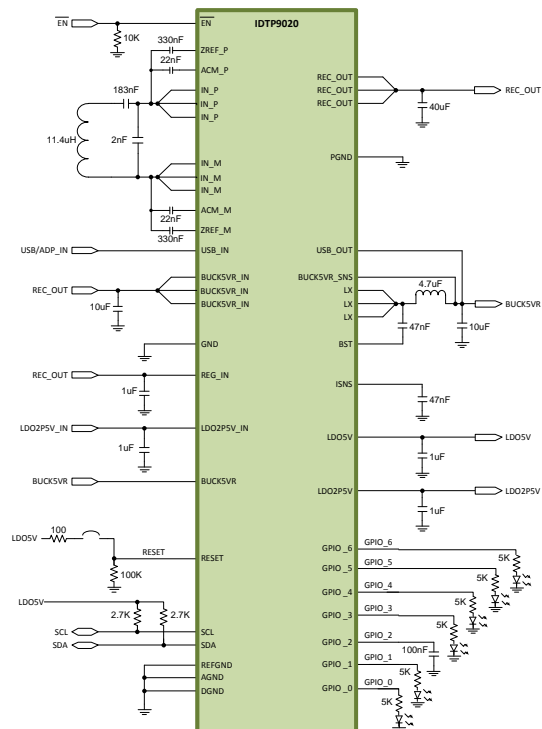 IDTP9020
EN
EN
10K
330nF
ZREF_P
22nF
ACM_P
183nF
IN_P
IN_P
IN_P
11.4uH
2nF
IN_M
IN_M
IN_M
ACM_M
22nF
ZREF_M
330nF
USB/ADP_IN
USB_IN
BUCK5VR_IN
REC_OUT
BUCK5VR_IN
BUCK5VR_IN
10uF
GND
REC_OUT
REG_IN
1uF
LDO2P5V_IN
LDO2P5V_IN
1uF
BUCK5VR
BUCK5VR
LDO5V
100
RESET
RESET
100K
LDO5V
2.7K
2.7K
SCL
SCL
SDA
SDA
REFGND
AGND
DGND
REC_OUT
REC_OUT
REC_OUT
REC_OUT
40uF
PGND
USB_OUT
BUCK5VR_SNS
4.7uF
LX
LX
LX
BUCK5VR
47nF
10uF
BST
ISNS
47nF
LDO5V
LDO5V
1uF
LDO2P5V
LDO2P5V
1uF
GPIO_6
GPIO_6
5K
GPIO_5
GPIO_5
5K
GPIO_4
GPIO_4
5K
GPIO_3
GPIO_3
5K
GPIO_2
GPIO_2
100nF
GPIO_1
GPIO_1
5K
GPIO_0
GPIO_0
5K